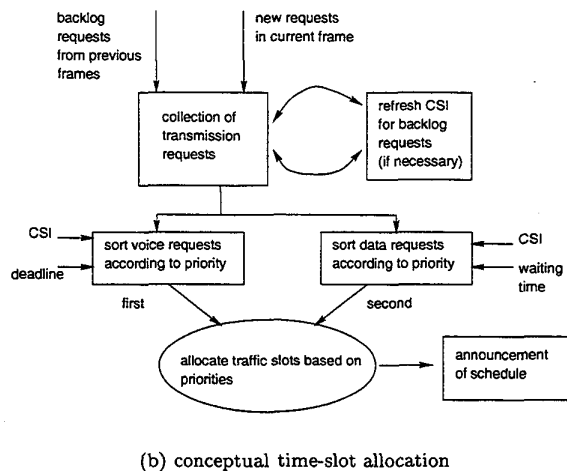 backlog
requests
from previous
frames
new requests
in current frame
collection of
transmission
requests
refresh CSI
for backlog
requests
(if necessary)
CSI
deadline
sort voice requests
according to priority
sort data requests
according to priority
CSI
waiting
time
first
second
allocate traffic slots based on
priorities
announcement
of schedule
(b) conceptual time-slot allocation